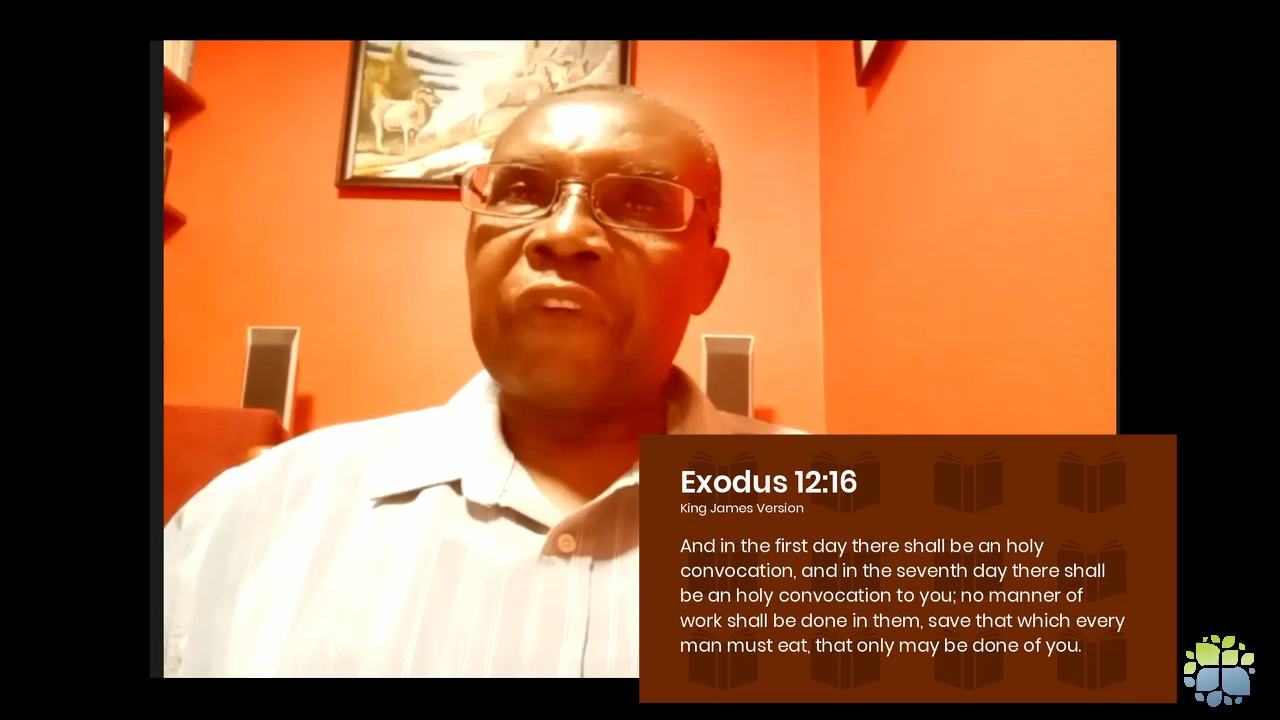 Exodus 12:16
King James Version
And in the first day there shall be an holy
convocation, and in the seventh day there shall
be an holy convocation to you; no manner of
work shall be done in them, save that which every
man must eat, that only may be done of you.